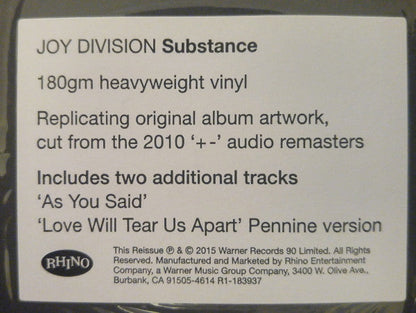 JOY DIVISION Substance
180gm heavyweight vinyl
Replicating original album artwork,
cut from the 2010 ‘+-’ audio remasters
Includes two additional tracks
‘As You Said’
‘Love Will Tear Us Apart’ Pennine version
RHINO
This Reissue ℗ & © 2015 Warner Records 90 Limited. All Rights
Reserved. Manufactured and Marketed by Rhino Entertainment
Company, a Warner Music Group Company, 3400 W. Olive Ave.,
Burbank, CA 91505-4614 R1-183937